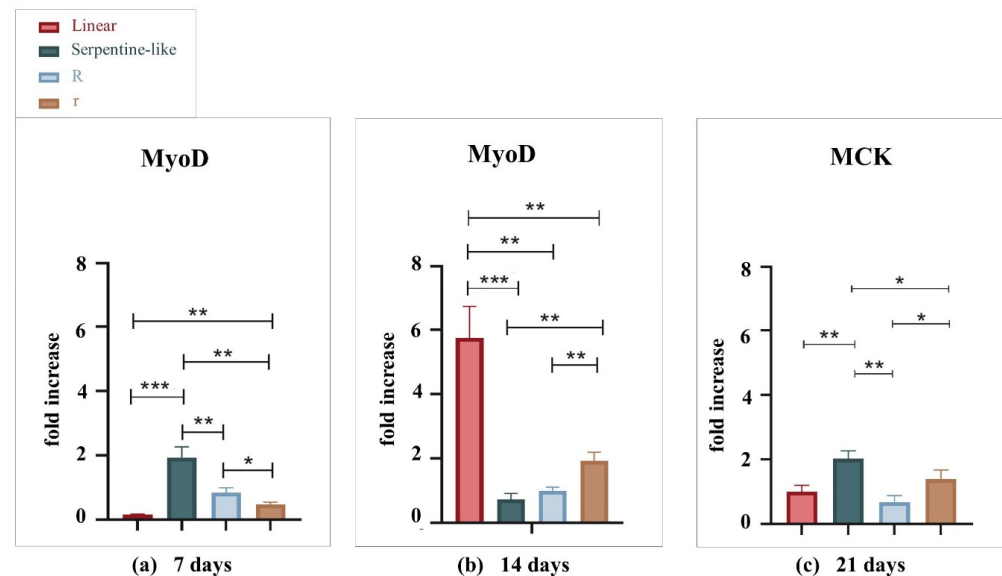 Linear
Serpentine-like
R
r
MyoD
fold increase
8
6
4
2
0
**
**
***
**
*
(a) 7 days
MyoD
fold increase
8
6
4
2
0
**
**
***
**
**
(b) 14 days
MCK
fold increase
8
6
4
2
0
*
*
**
**
(c) 21 days